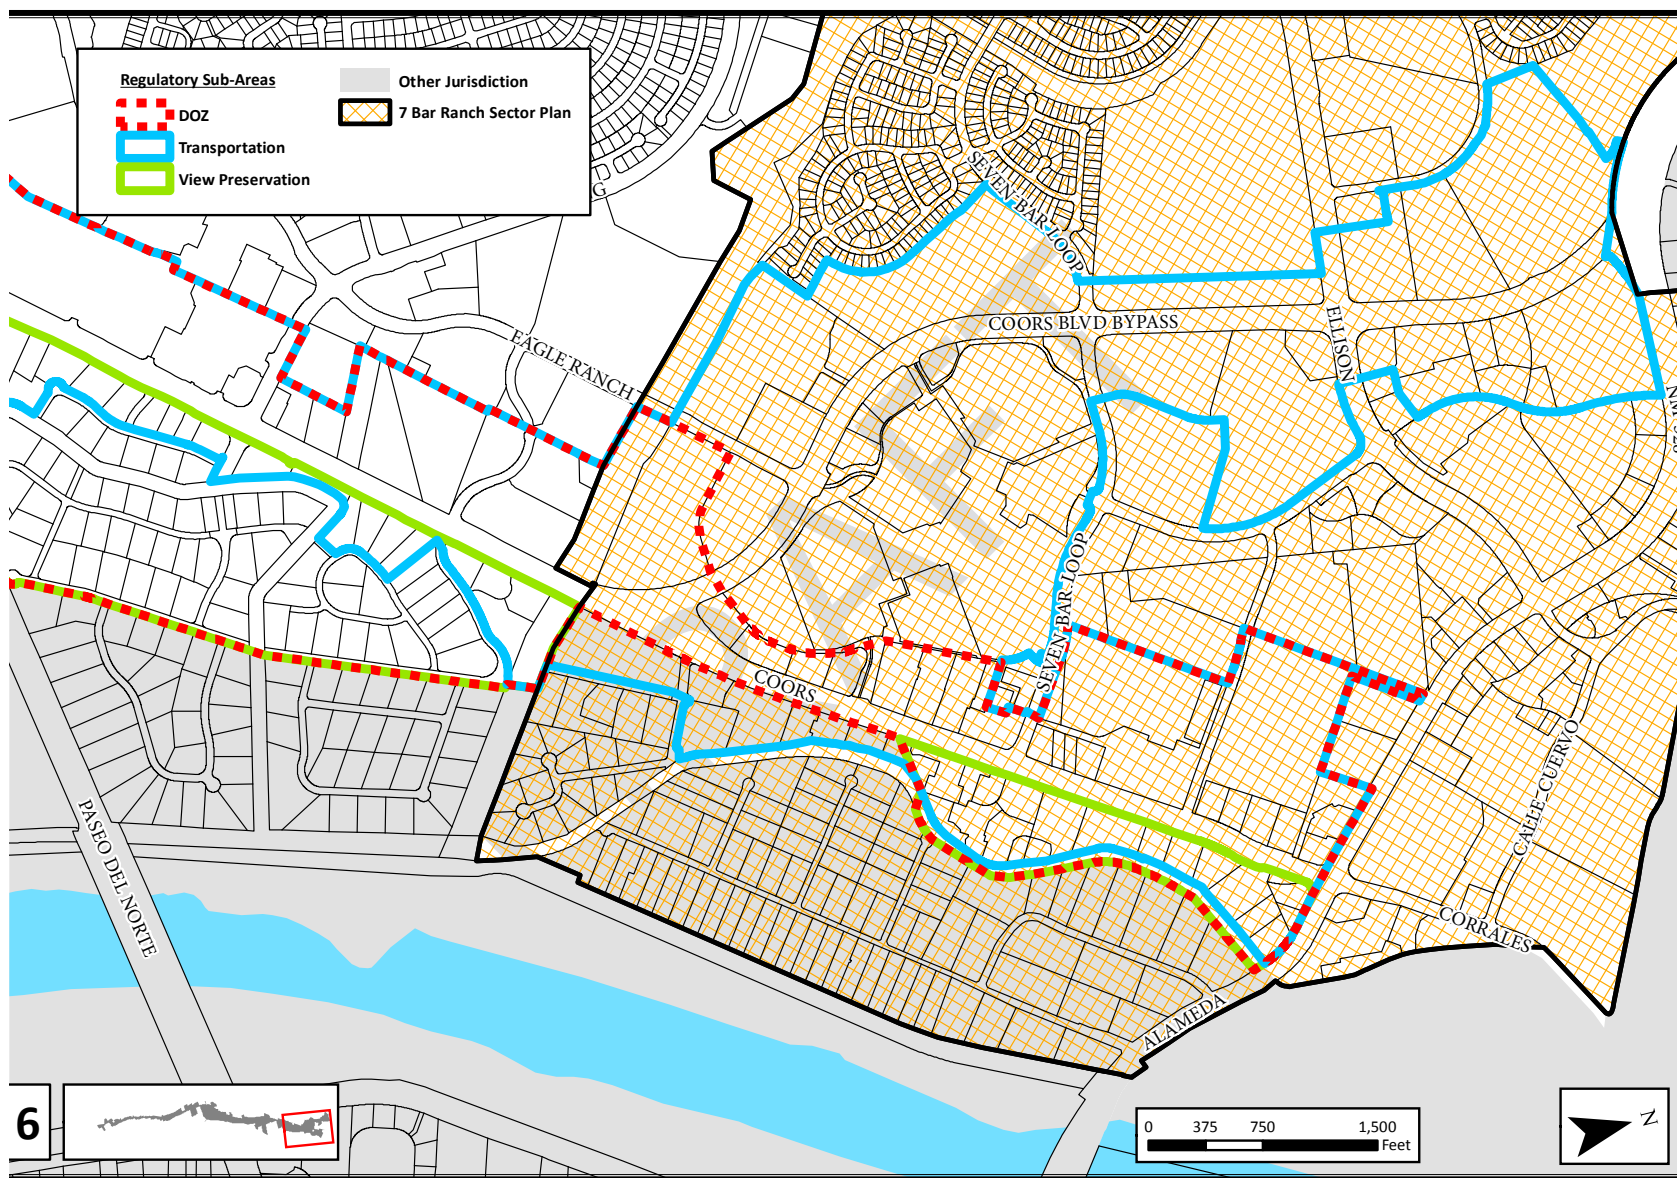 Regulatory Sub-Areas
DOZ
Transportation
View Preservation
Other Jurisdiction
7 Bar Ranch Sector Plan
G
SEVEN BAR LOOP
COORS BLVD BYPASS
ELLISON
EAGLE RANCH
SEVEN BAR LOOP
COORS
CALLE CUERVO
CORRALES
ALAMEDA
PASEO DEL NORTE
DRAFT
6
0 375 750 1,500
Feet
N